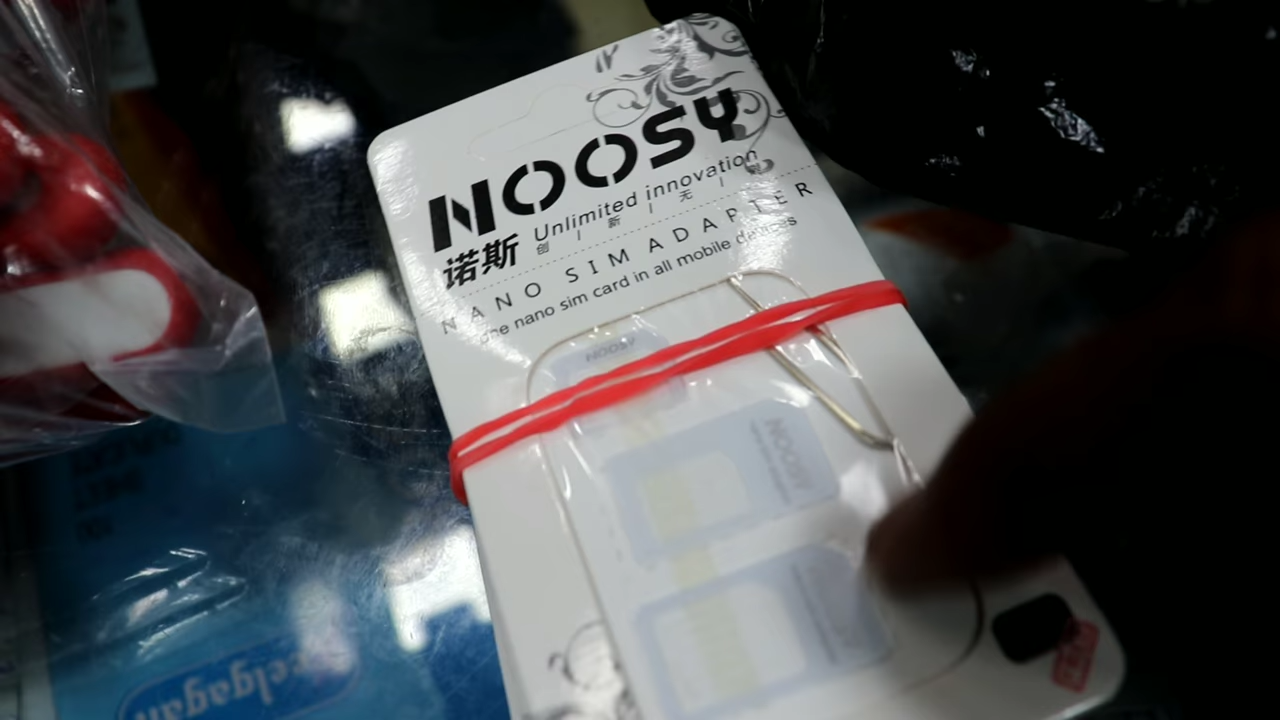 NOOSY
诺斯 Unlimited innovation
创 | 新 | 无 | 限
NANO SIM ADAPTER
nano sim card in all mobile devices
NOOSY
NOOSY
elgagan